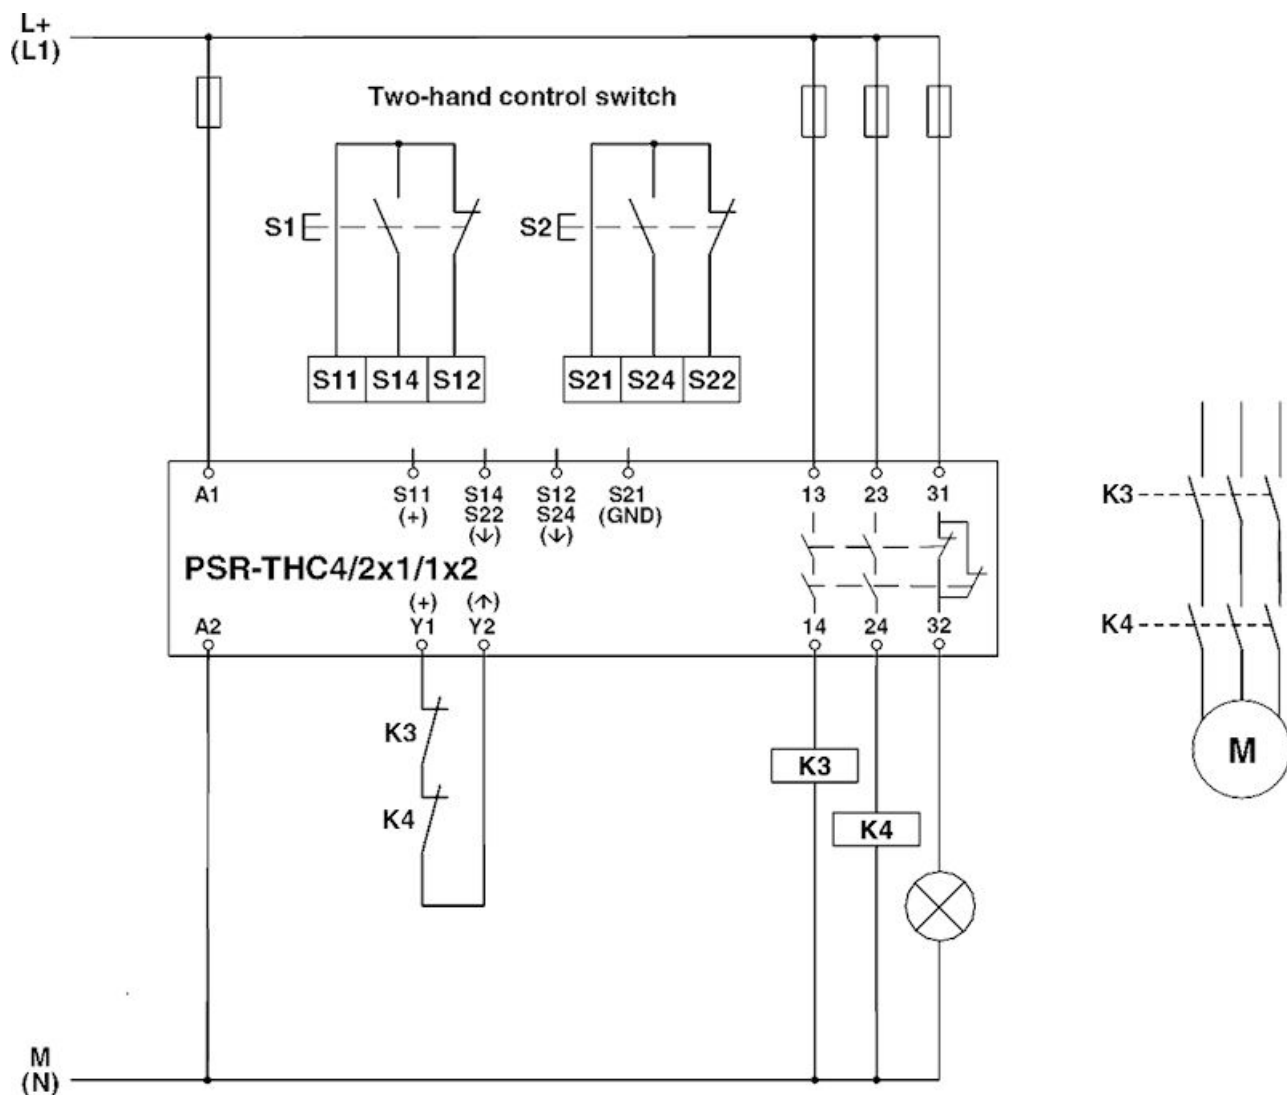 L+
(L1)
Two-hand control switch
S1
S2
S11 S14 S12
S21 S24 S22
A1
S11
(+)
S14
S22
(↓)
S12
S24
(↓)
S21
(GND)
13 23 31
PSR-THC4/2x1/1x2
(+) (↑)
A2 Y1 Y2
14 24 32
K3
K4
K3
K4
K3
K4
M
M
(N)